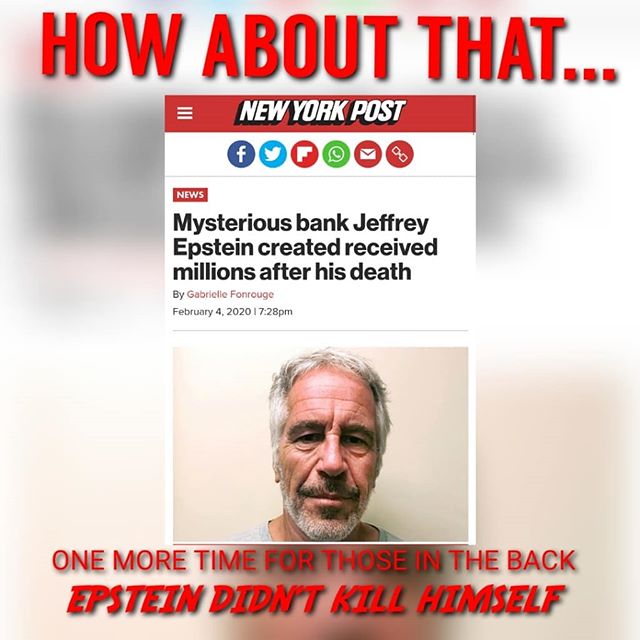 HOW ABOUT THAT...
NEW YORK POST
NEWS
Mysterious bank Jeffrey
Epstein created received
millions after his death
By Gabrielle Fonrouge
February 4, 2020 | 7:28pm
ONE MORE TIME FOR THOSE IN THE BACK
EPSTEIN DIDN'T KILL HIMSELF